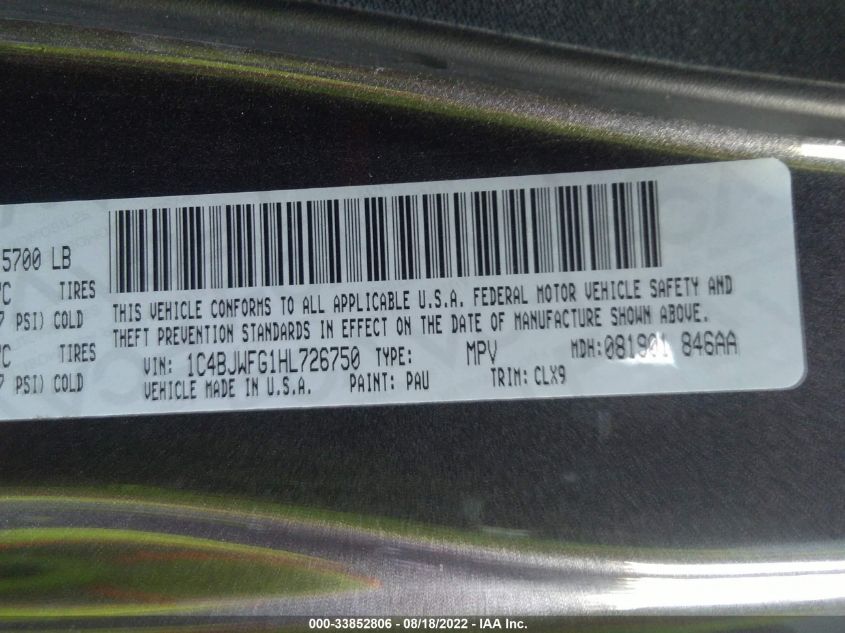 5700 LB
TIRES
PSI) COLD
TIRES
PSI) COLD
THIS VEHICLE CONFORMS TO ALL APPLICABLE U.S.A. FEDERAL MOTOR VEHICLE SAFETY AND
THEFT PREVENTION STANDARDS IN EFFECT ON THE DATE OF MANUFACTURE SHOWN ABOVE.
VIN: 1C4BJWFG1HL726750 TYPE: MPV MDH: 081901 846AA
VEHICLE MADE IN U.S.A. PAINT: PAU TRIM: CLX9
000-33852806 - 08/18/2022 - IAA Inc.